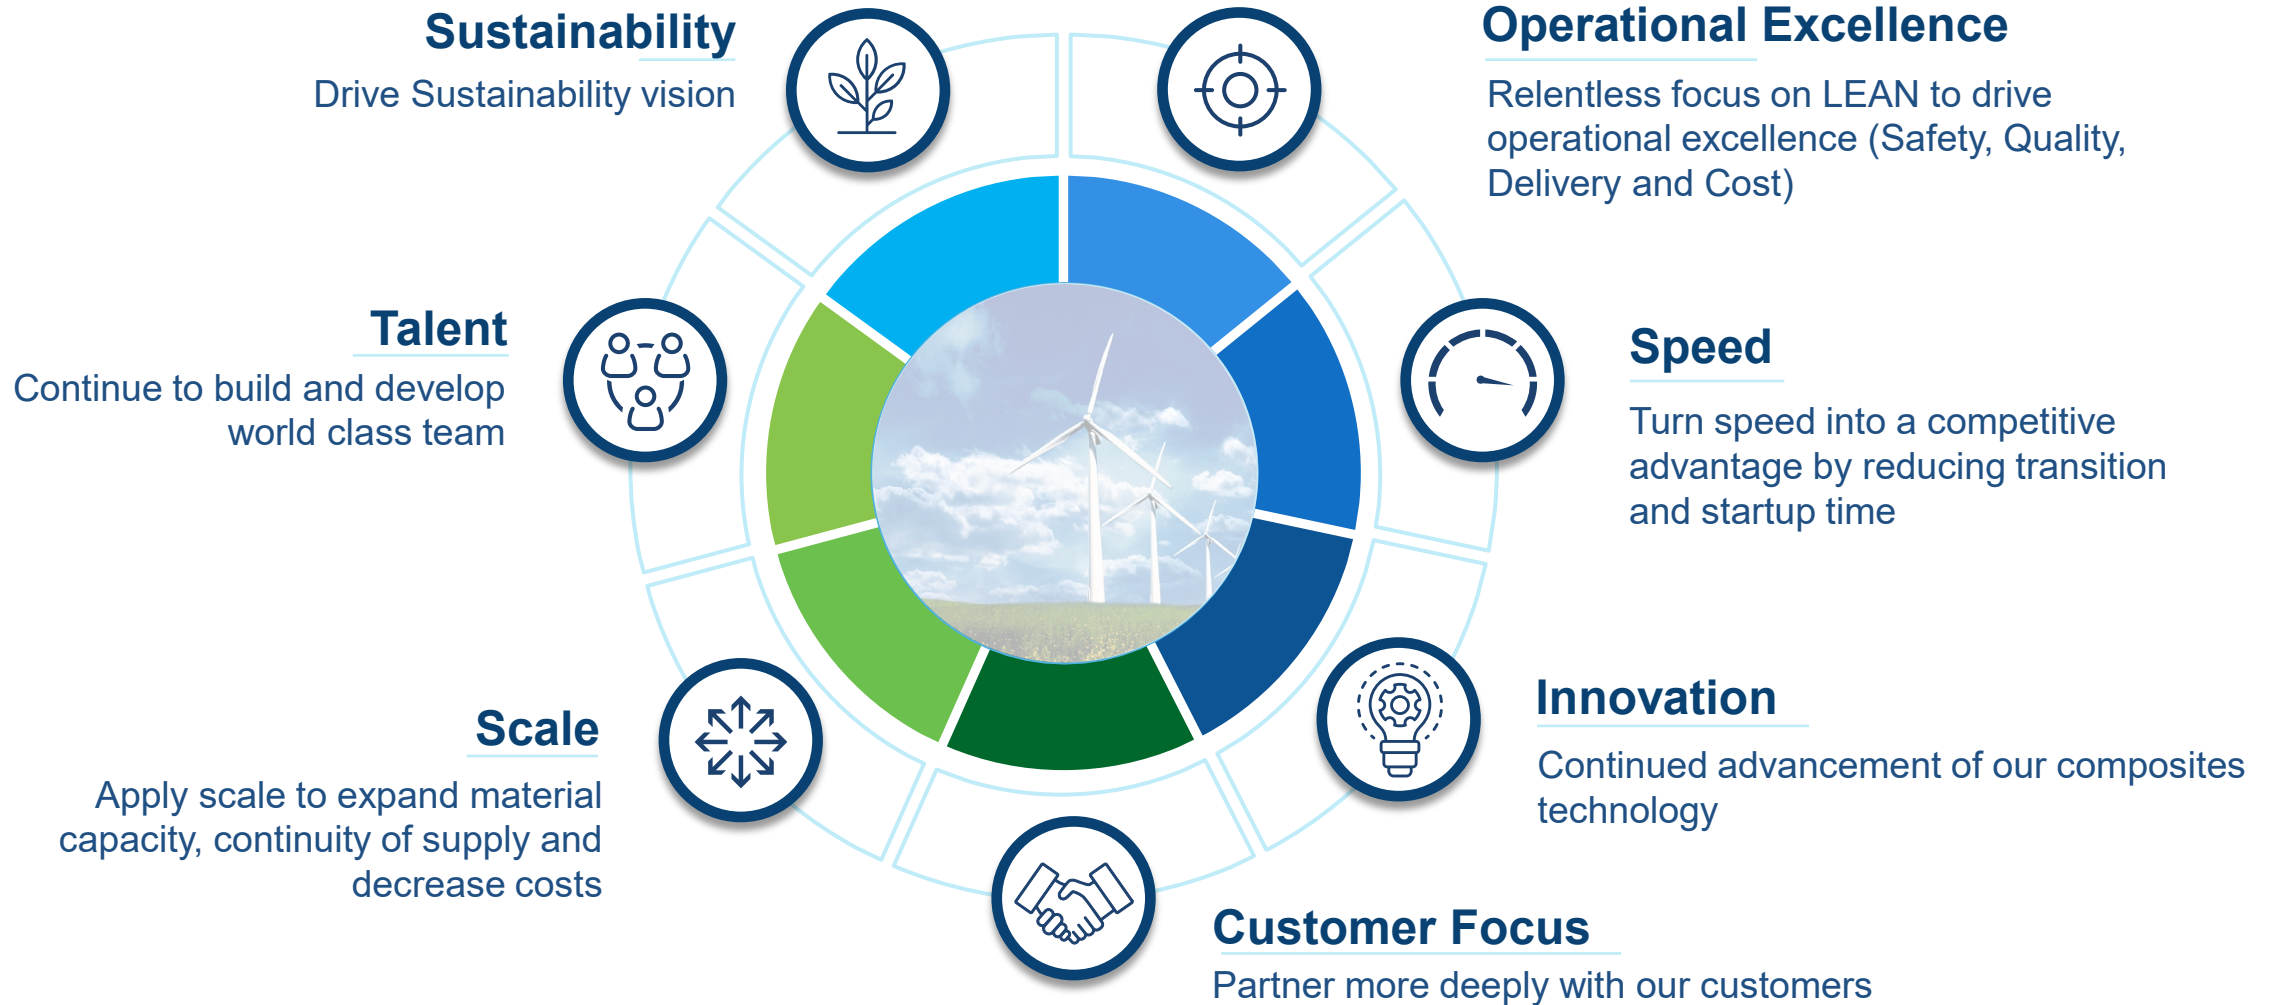 Sustainability
Drive Sustainability vision
Operational Excellence
Relentless focus on LEAN to drive
operational excellence (Safety, Quality,
Delivery and Cost)
Talent
Continue to build and develop
world class team
Speed
Turn speed into a competitive
advantage by reducing transition
and startup time
Scale
Apply scale to expand material
capacity, continuity of supply and
decrease costs
Innovation
Continued advancement of our composites
technology
Customer Focus
Partner more deeply with our customers